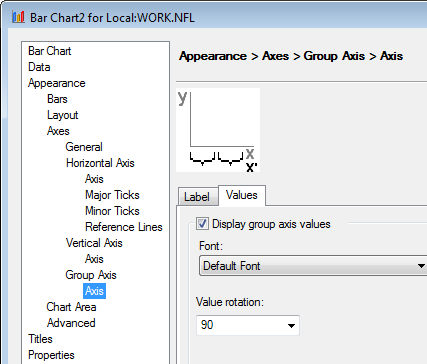 Bar Chart2 for Local:WORK.NFL
Bar Chart
Data
Appearance
Bars
Layout
Axes
General
Horizontal Axis
Axis
Major Ticks
Minor Ticks
Reference Lines
Vertical Axis
Axis
Group Axis
Axis
Chart Area
Advanced
Titles
Properties
Appearance > Axes > Group Axis > Axis
y
x
x'
Label
Values
Display group axis values
Font:
Default Font
Value rotation:
90